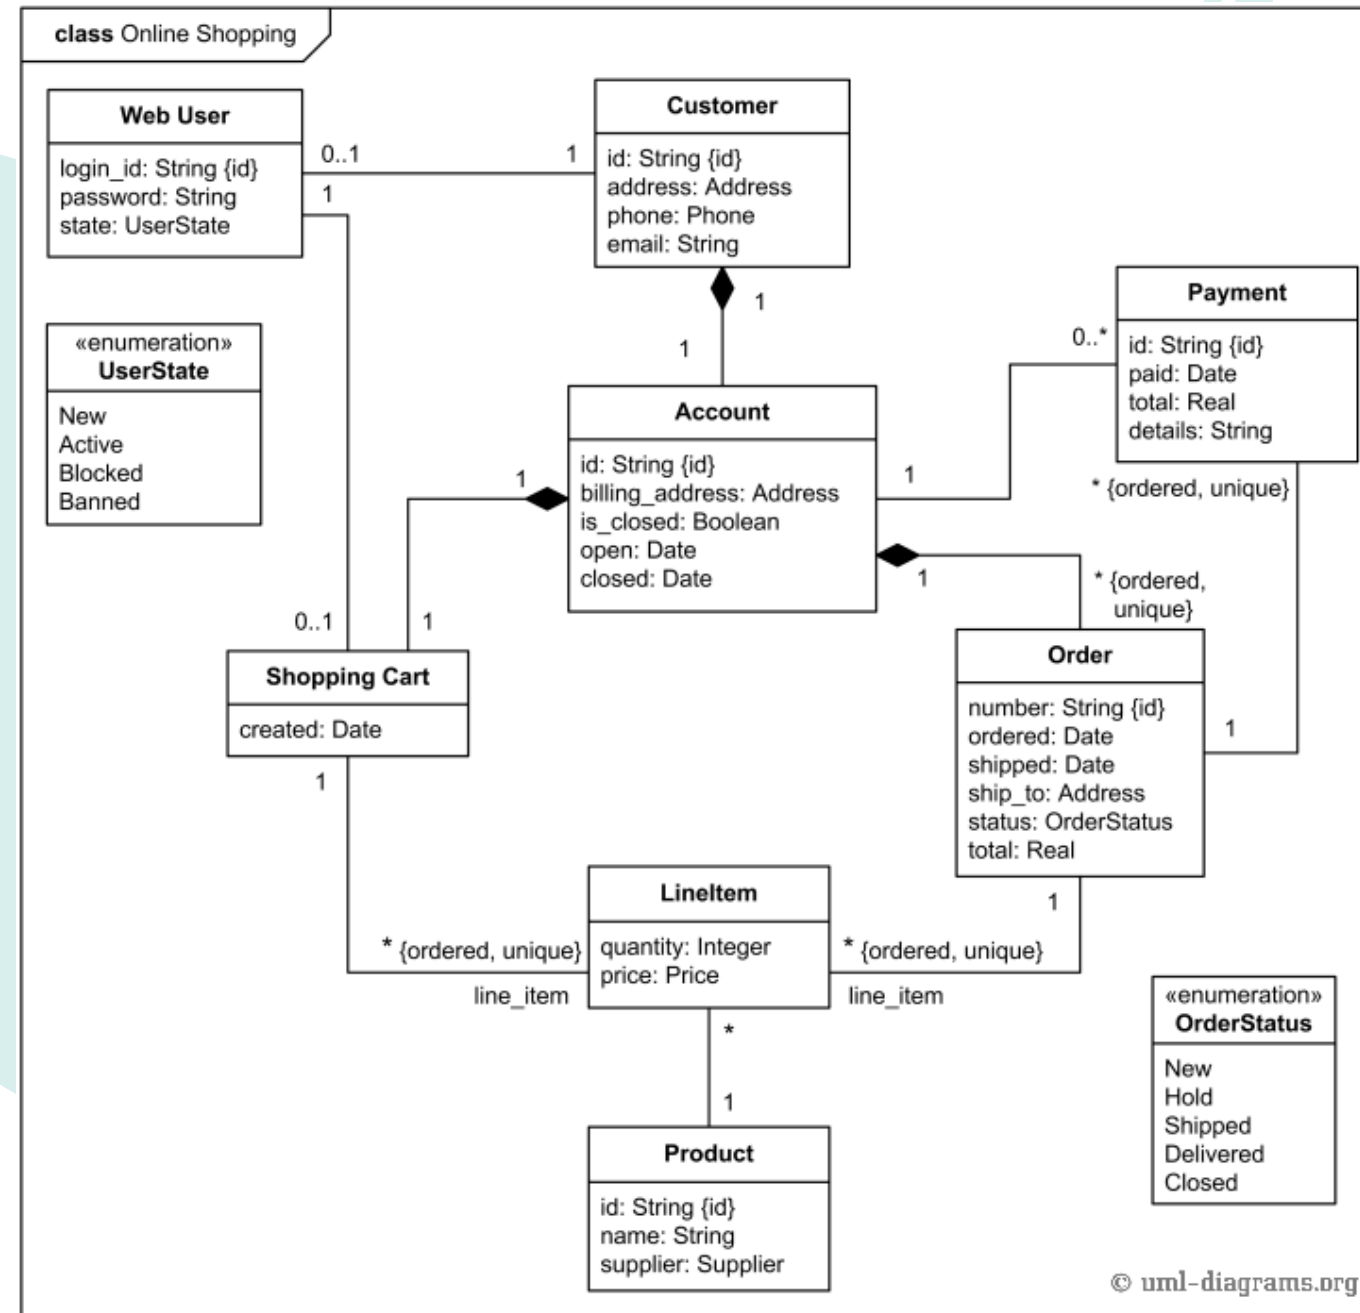 class Online Shopping
Web User
login_id: String {id}
password: String
state: UserState
0..1
1
1
Customer
id: String {id}
address: Address
phone: Phone
email: String
1
1
«enumeration»
UserState
New
Active
Blocked
Banned
Payment
id: String {id}
paid: Date
total: Real
details: String
0..*
1
* {ordered, unique}
Account
id: String {id}
billing_address: Address
is_closed: Boolean
open: Date
closed: Date
1
1
* {ordered,
unique}
0..1
1
Shopping Cart
created: Date
1
Order
number: String {id}
ordered: Date
shipped: Date
ship_to: Address
status: OrderStatus
total: Real
1
1
LineItem
quantity: Integer
price: Price
* {ordered, unique}
line_item
* {ordered, unique}
line_item
*
1
Product
id: String {id}
name: String
supplier: Supplier
«enumeration»
OrderStatus
New
Hold
Shipped
Delivered
Closed
© uml-diagrams.org